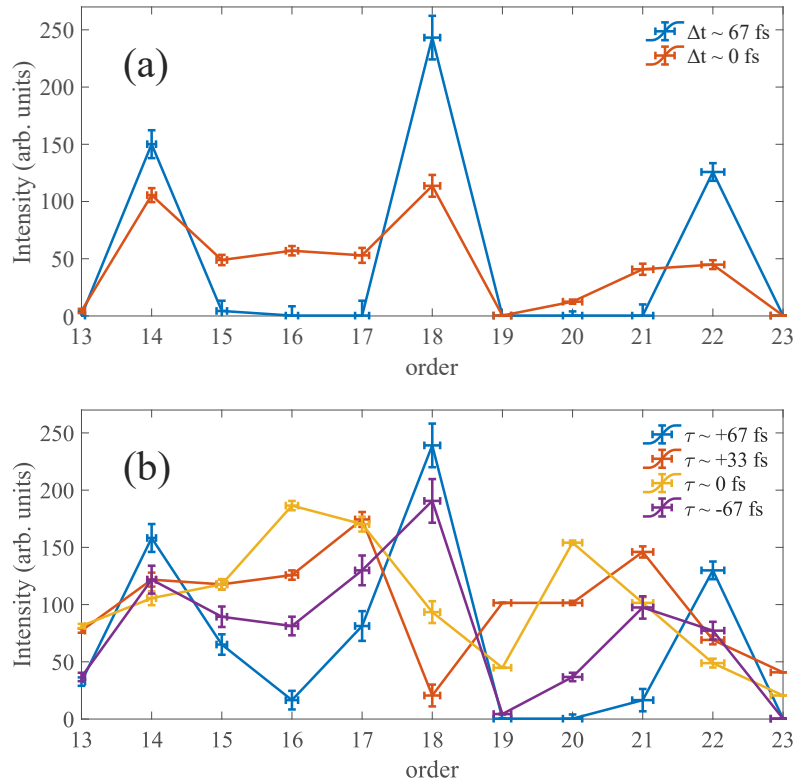 250
200
150
100
50
0
Intensity (arb. units)
(a)
Δt ~ 67 fs
Δt ~ 0 fs
13 14 15 16 17 18 19 20 21 22 23
order
250
200
150
100
50
0
Intensity (arb. units)
(b)
τ ~ +67 fs
τ ~ +33 fs
τ ~ 0 fs
τ ~ -67 fs
13 14 15 16 17 18 19 20 21 22 23
order